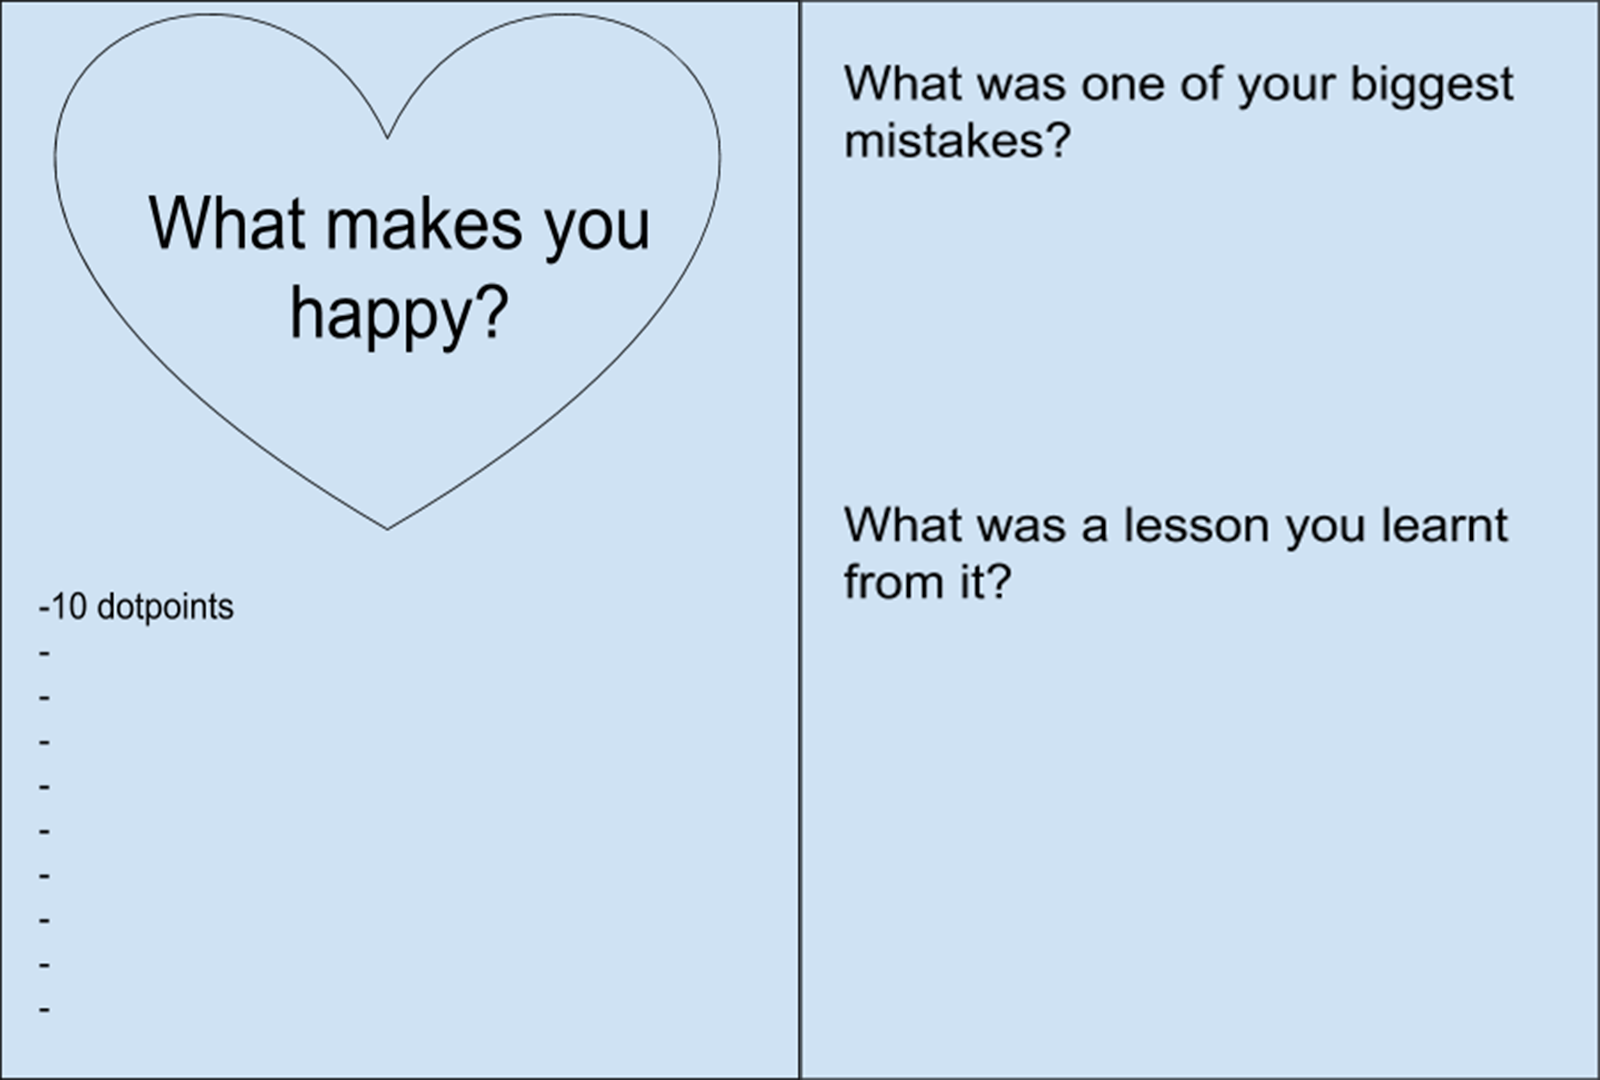 What makes you
happy?
-10 dotpoints
-
-
-
-
-
-
-
-
-
What was one of your biggest
mistakes?
What was a lesson you learnt
from it?